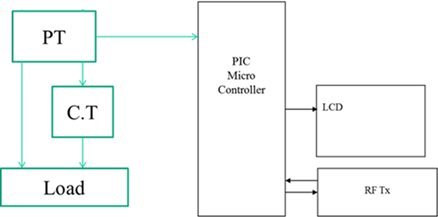 PT
C.T
Load
PIC
Micro
Controller
LCD
RF Tx